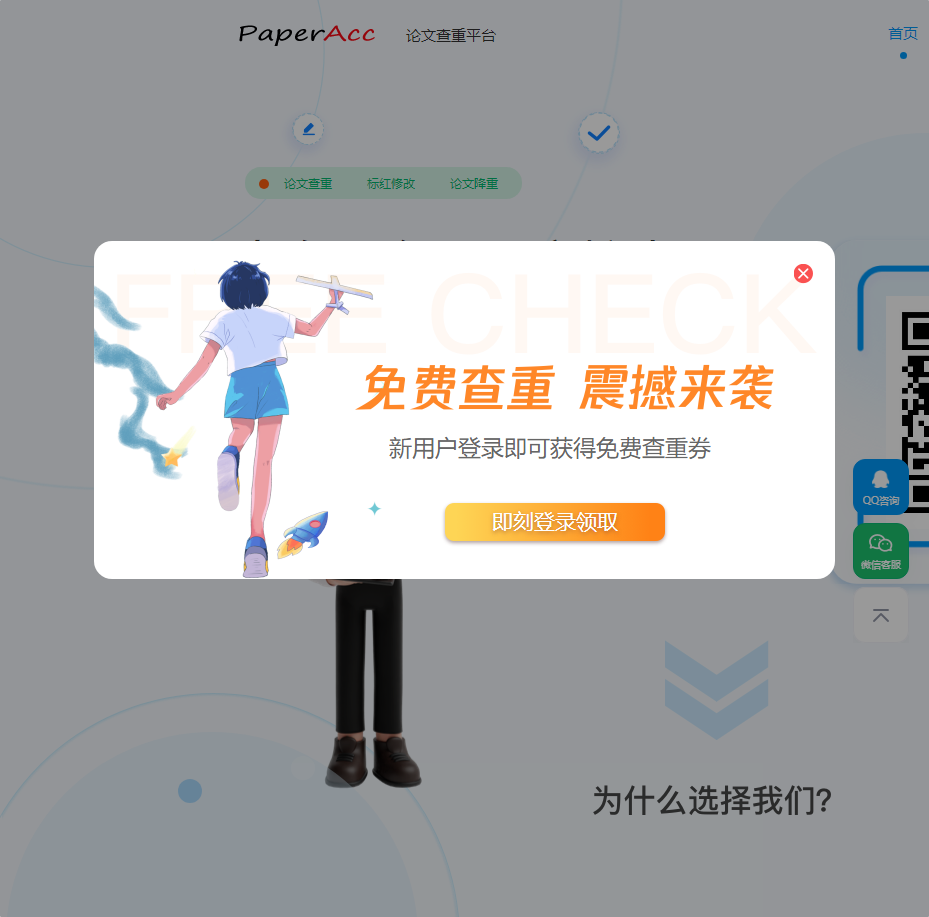 PaperAcc
论文查重平台
首页
论文查重
标红修改
论文降重
FREE CHECK
免费查重 震撼来袭
新用户登录即可获得免费查重券
即刻登录领取
QQ咨询
微信客服
为什么选择我们?